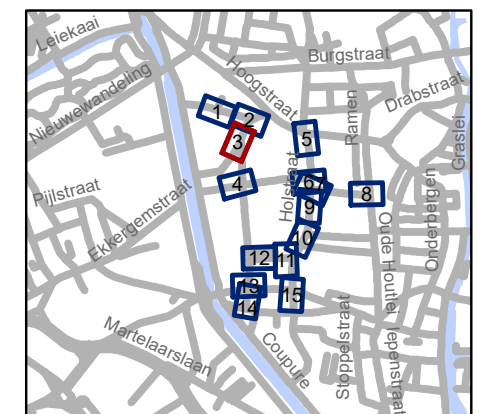 Leiekaai
Burgstraat
Hoogstraat
Nieuwewandeling
Ramen
Drabstraat
Graslei
1
2
3
5
Pijlstraat
Ekkergemstraat
4
Holstraat
6
7
8
9
Onderbergen
10
Oude Houtlei
12
11
13
15
14
Martelaarslaan
Coupure
Stoppelstraat
Iepenstraat